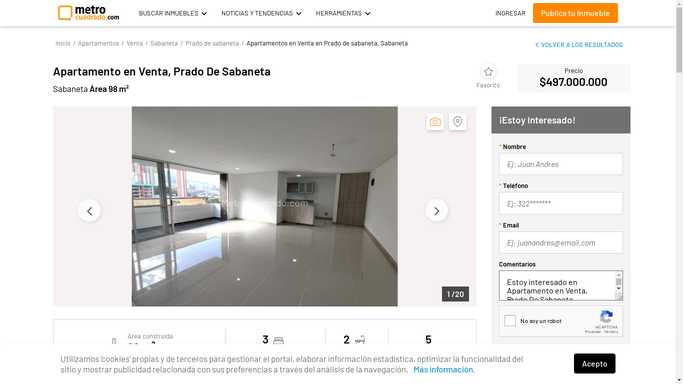 metro
cuadrado.com
BUSCAR INMUEBLES
NOTICIAS Y TENDENCIAS
HERRAMIENTAS
INGRESAR
Publica tu Inmueble
Inicio / Apartamentos / Venta / Sabaneta / Prado de sabaneta / Apartamentos en Venta en Prado de sabaneta, Sabaneta
VOLVER A LOS RESULTADOS
Apartamento en Venta, Prado De Sabaneta
Sabaneta Área 98 m²
Favorito
Precio
$497.000.000
1 / 20
¡Estoy interesado!
* Nombre
Ej: Juan Andres
* Teléfono
Ej: 322*******
* Email
Ej: juanandres@email.com
Comentarios
Estoy interesado en
Apartamento en Venta,
Prado De Sabaneta
No soy un robot
reCAPTCHA
Privacidad - Términos
Área construida
3
2
5
Utilizamos 'cookies' propias y de terceros para gestionar el portal, elaborar información estadística, optimizar la funcionalidad del
sitio y mostrar publicidad relacionada con sus preferencias a través del análisis de la navegación. Más información.
Acepto